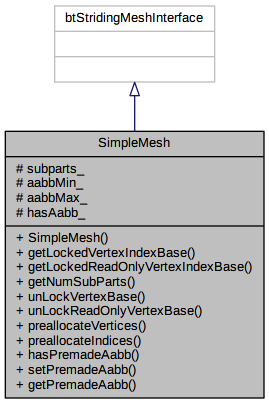 btStridingMeshInterface
SimpleMesh
# subparts_
# aabbMin_
# aabbMax_
# hasAabb_
+ SimpleMesh()
+ getLockedVertexIndexBase()
+ getLockedReadOnlyVertexIndexBase()
+ getNumSubParts()
+ unLockVertexBase()
+ unLockReadOnlyVertexBase()
+ preallocateVertices()
+ preallocateIndices()
+ hasPremadeAabb()
+ setPremadeAabb()
+ getPremadeAabb()